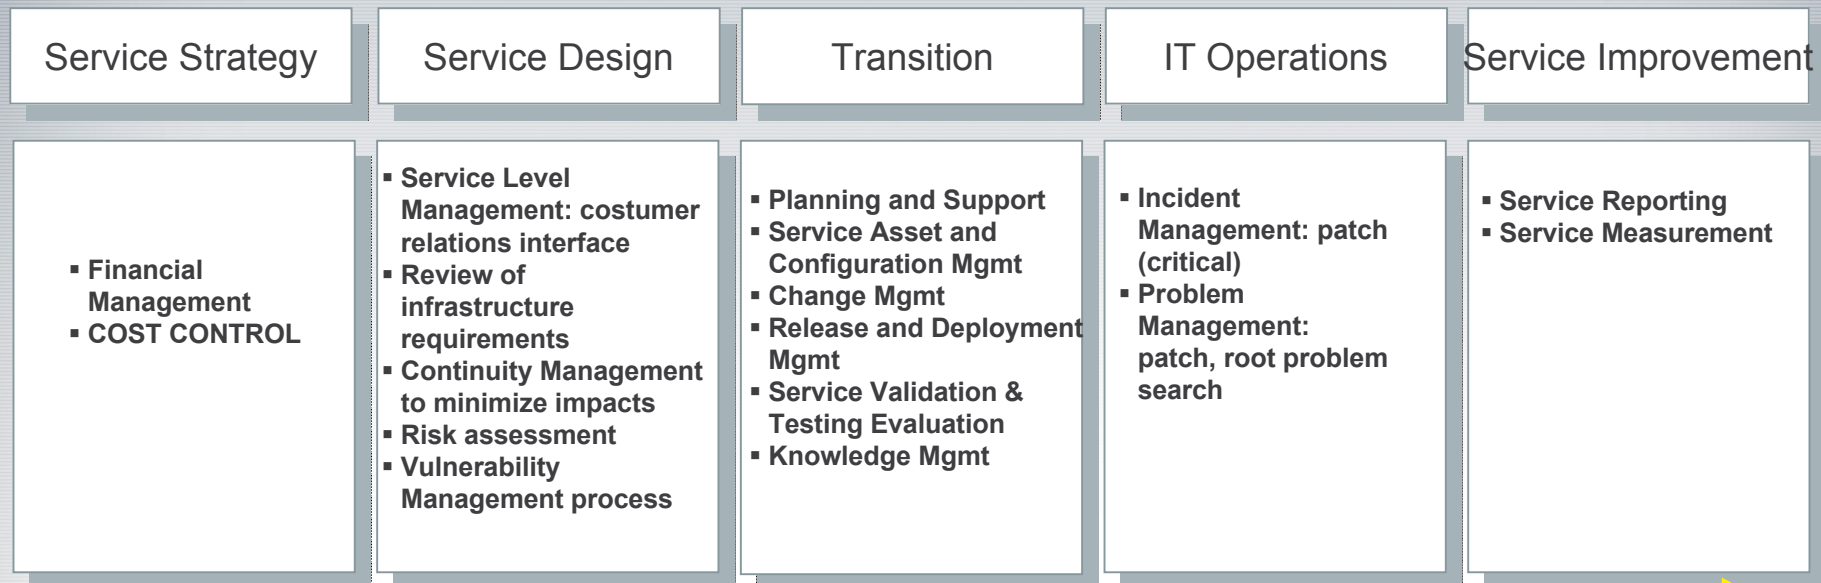 Service Strategy
Service Design
Transition
IT Operations
Service Improvement
▪ Financial
Management
▪ COST CONTROL
▪ Service Level
Management: costumer
relations interface
▪ Review of
infrastructure
requirements
▪ Continuity Management
to minimize impacts
▪ Risk assessment
▪ Vulnerability
Management process
▪ Planning and Support
▪ Service Asset and
Configuration Mgmt
▪ Change Mgmt
▪ Release and Deployment
Mgmt
▪ Service Validation &
Testing Evaluation
▪ Knowledge Mgmt
▪ Incident
Management: patch
(critical)
▪ Problem
Management:
patch, root problem
search
▪ Service Reporting
▪ Service Measurement